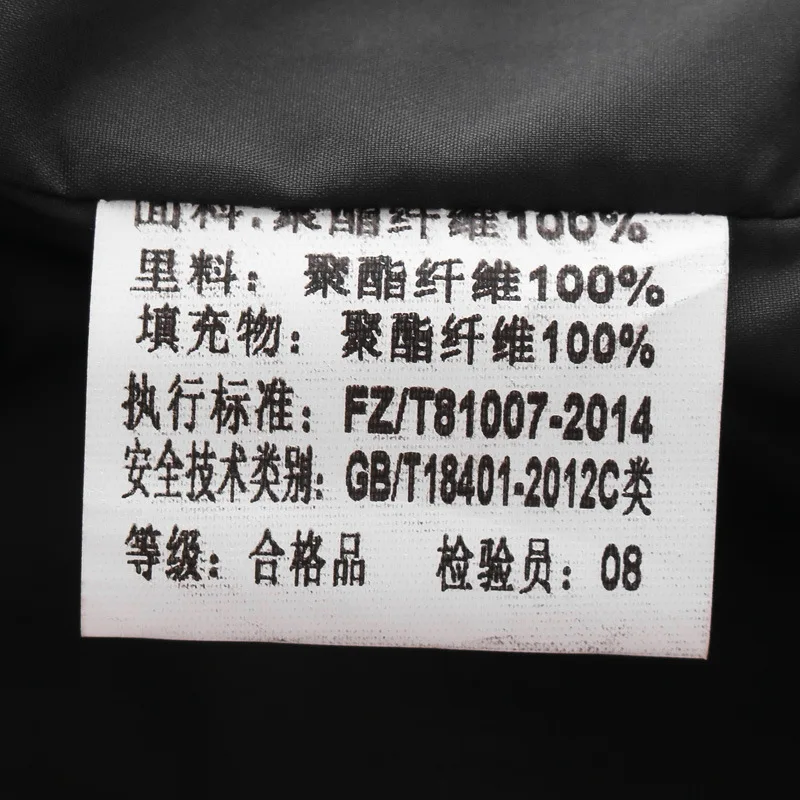 面料:聚酯纤维100%
里料：聚酯纤维100%
填充物：聚酯纤维100%
执行标准：FZ/T81007-2014
安全技术类别：GB/T18401-2012C类
等级：合格品 检验员：08